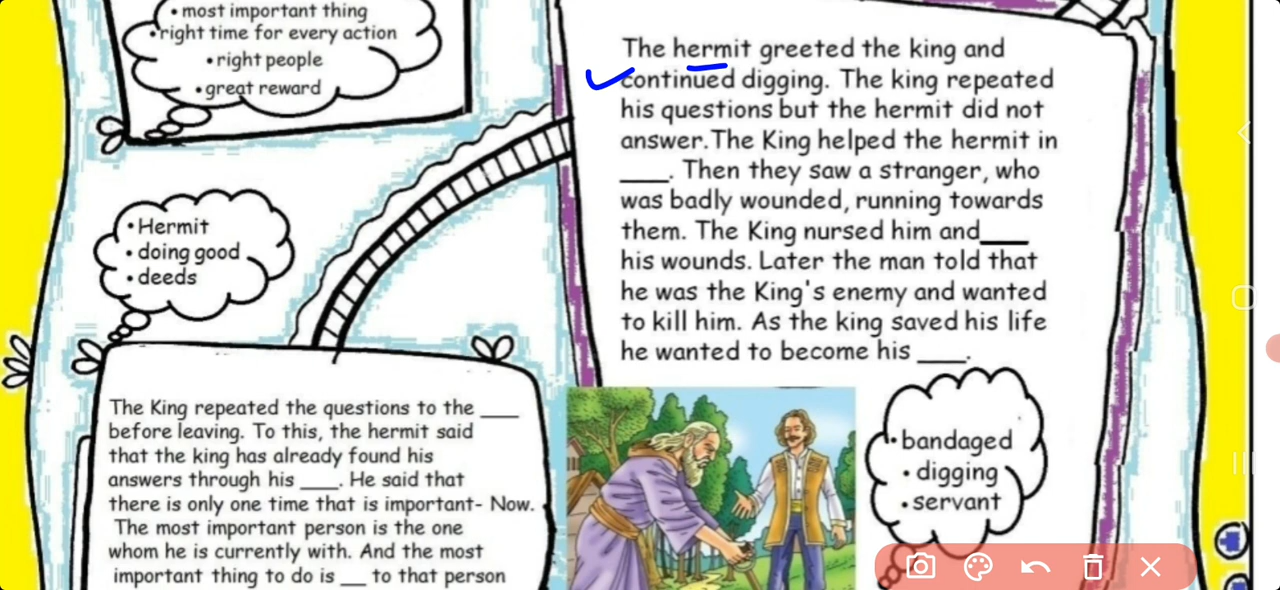 • most important thing
• right time for every action
• right people
• great reward
• Hermit
• doing good
• deeds
The King repeated the questions to the ____
before leaving. To this, the hermit said
that the king has already found his
answers through his ____. He said that
there is only one time that is important- Now.
The most important person is the one
whom he is currently with. And the most
important thing to do is ___ to that person
The hermit greeted the king and
continued digging. The king repeated
his questions but the hermit did not
answer.The King helped the hermit in
____. Then they saw a stranger, who
was badly wounded, running towards
them. The King nursed him and____
his wounds. Later the man told that
he was the King's enemy and wanted
to kill him. As the king saved his life
he wanted to become his ____.
• bandaged
• digging
• servant